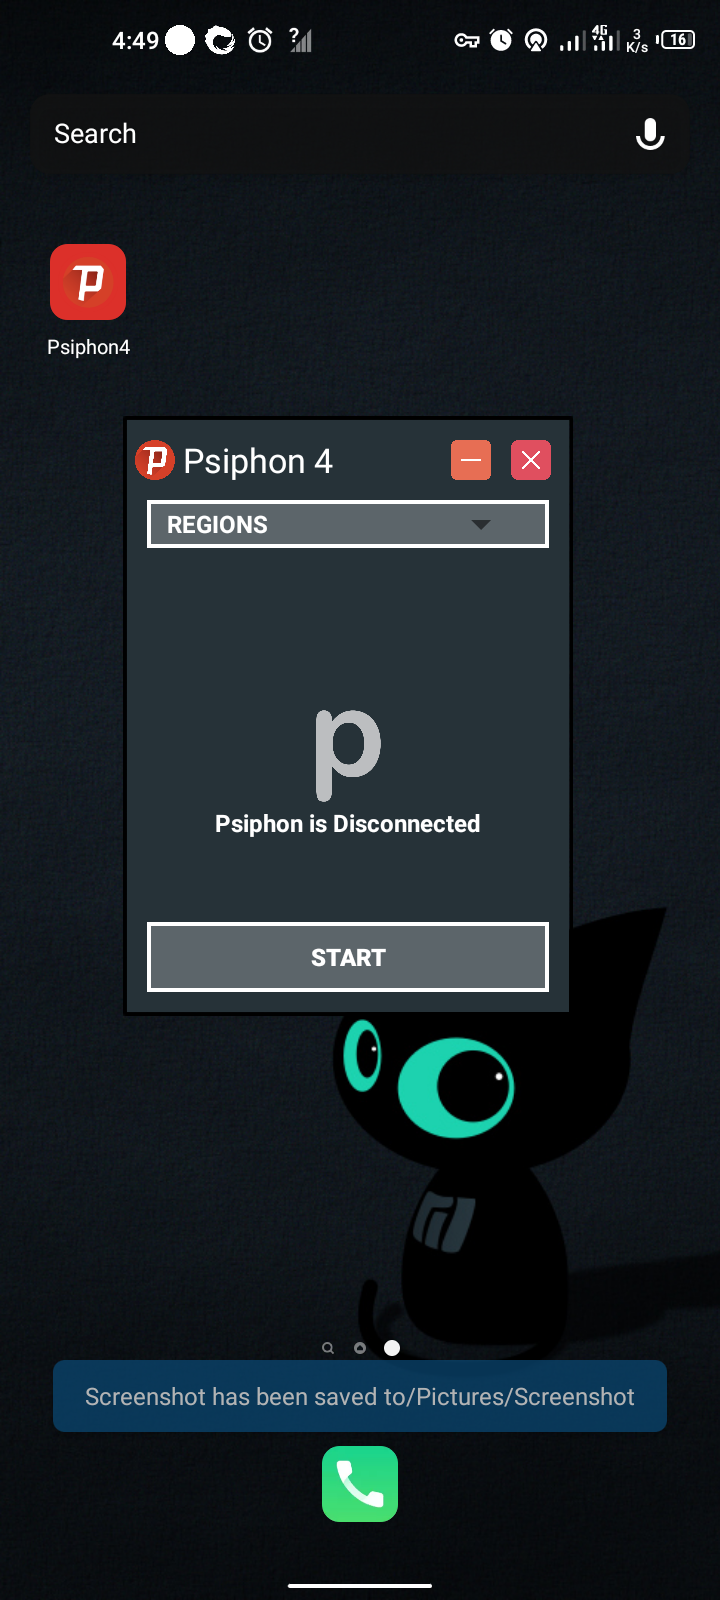 4:49
?
4G
3
K/s
16
Search
Psiphon4
Psiphon 4
REGIONS
Psiphon is Disconnected
START
Screenshot has been saved to/Pictures/Screenshot